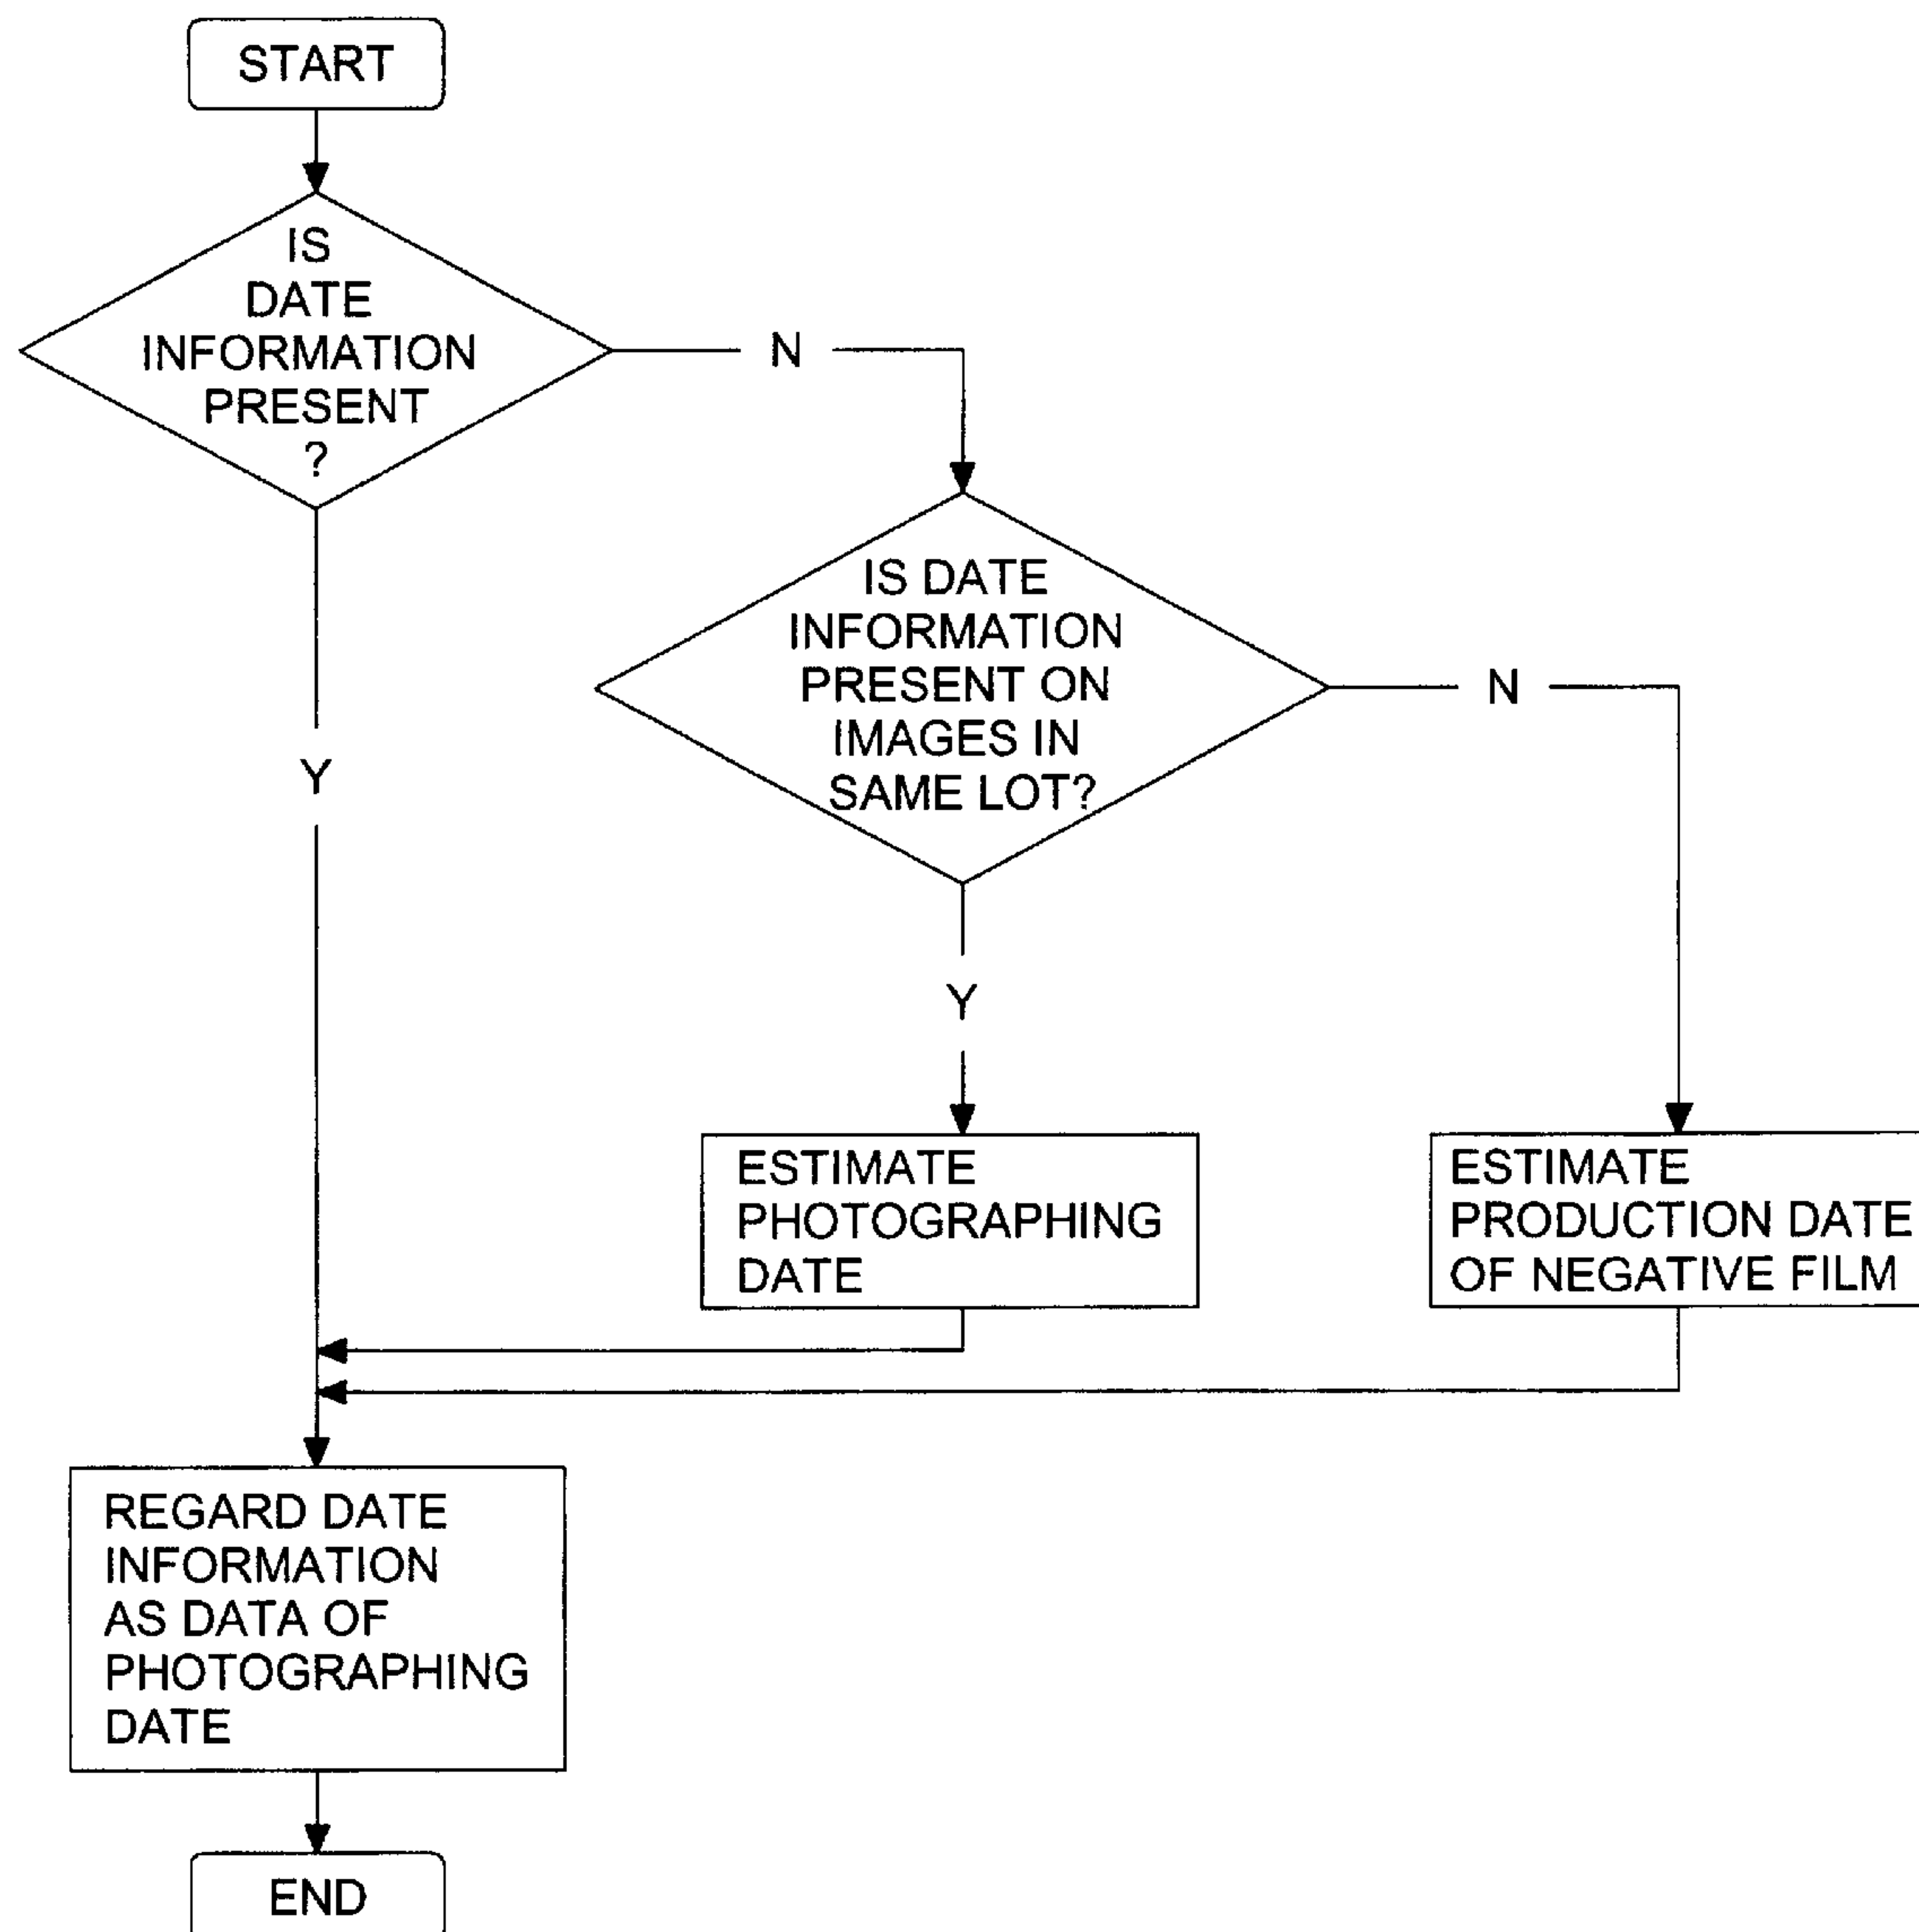 START
IS
DATE
INFORMATION
PRESENT
?
N
Y
IS DATE
INFORMATION
PRESENT ON
IMAGES IN
SAME LOT?
N
Y
ESTIMATE
PHOTOGRAPHING
DATE
ESTIMATE
PRODUCTION DATE
OF NEGATIVE FILM
REGARD DATE
INFORMATION
AS DATA OF
PHOTOGRAPHING
DATE
END